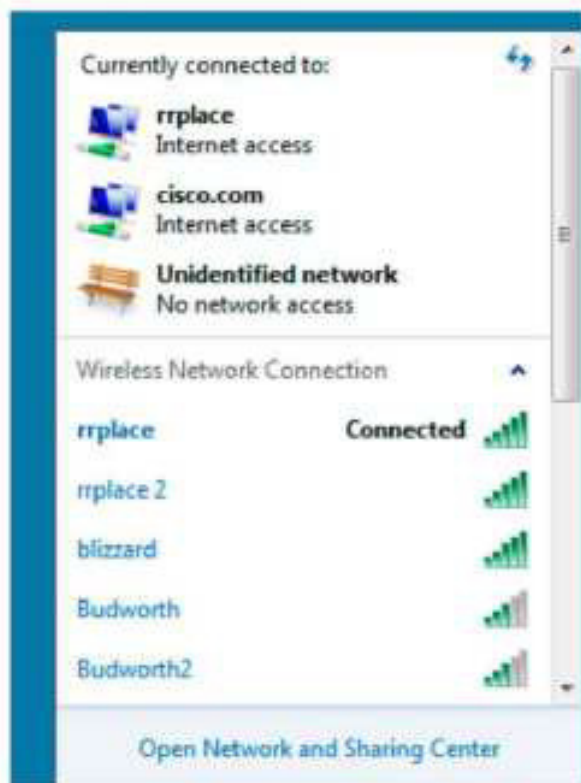 Currently connected to:
rrplace
Internet access
cisco.com
Internet access
Unidentified network
No network access
Wireless Network Connection
rrplace Connected
rrplace 2
blizzard
Budworth
Budworth2
Open Network and Sharing Center